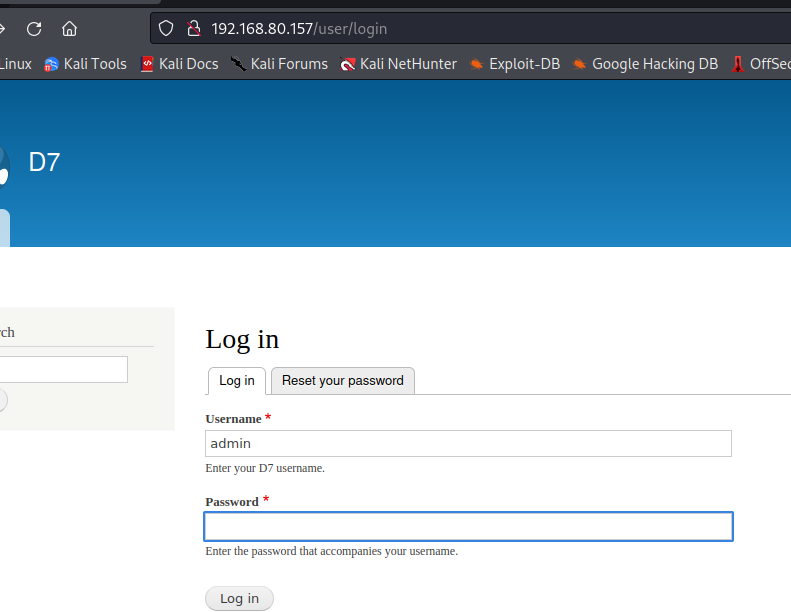 192.168.80.157/user/login
Linux Kali Tools Kali Docs Kali Forums Kali NetHunter Exploit-DB Google Hacking DB OffSec
D7
rch
Log in
Log in Reset your password
Username *
admin
Enter your D7 username.
Password *
Enter the password that accompanies your username.
Log in